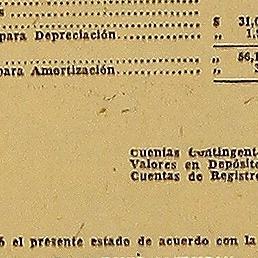 para Depreciación $ 31,
„ 1,
„ 56,1
para Amortización „
Cuentas Contingent
Valores en Depósit
Cuentas de Registr
el presente estado de acuerdo con la